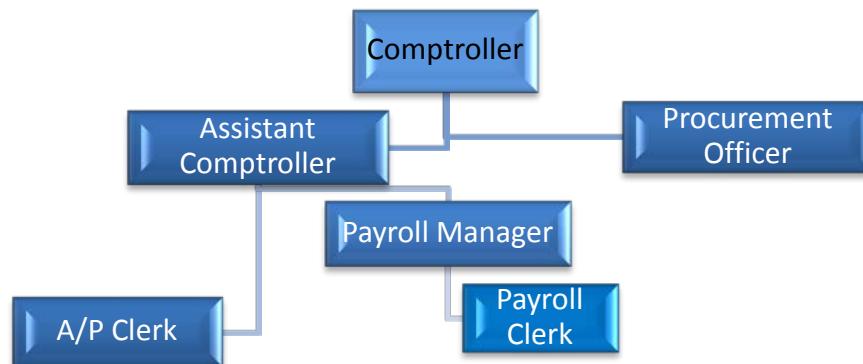 Comptroller
Assistant
Comptroller
Procurement
Officer
Payroll Manager
A/P Clerk
Payroll
Clerk